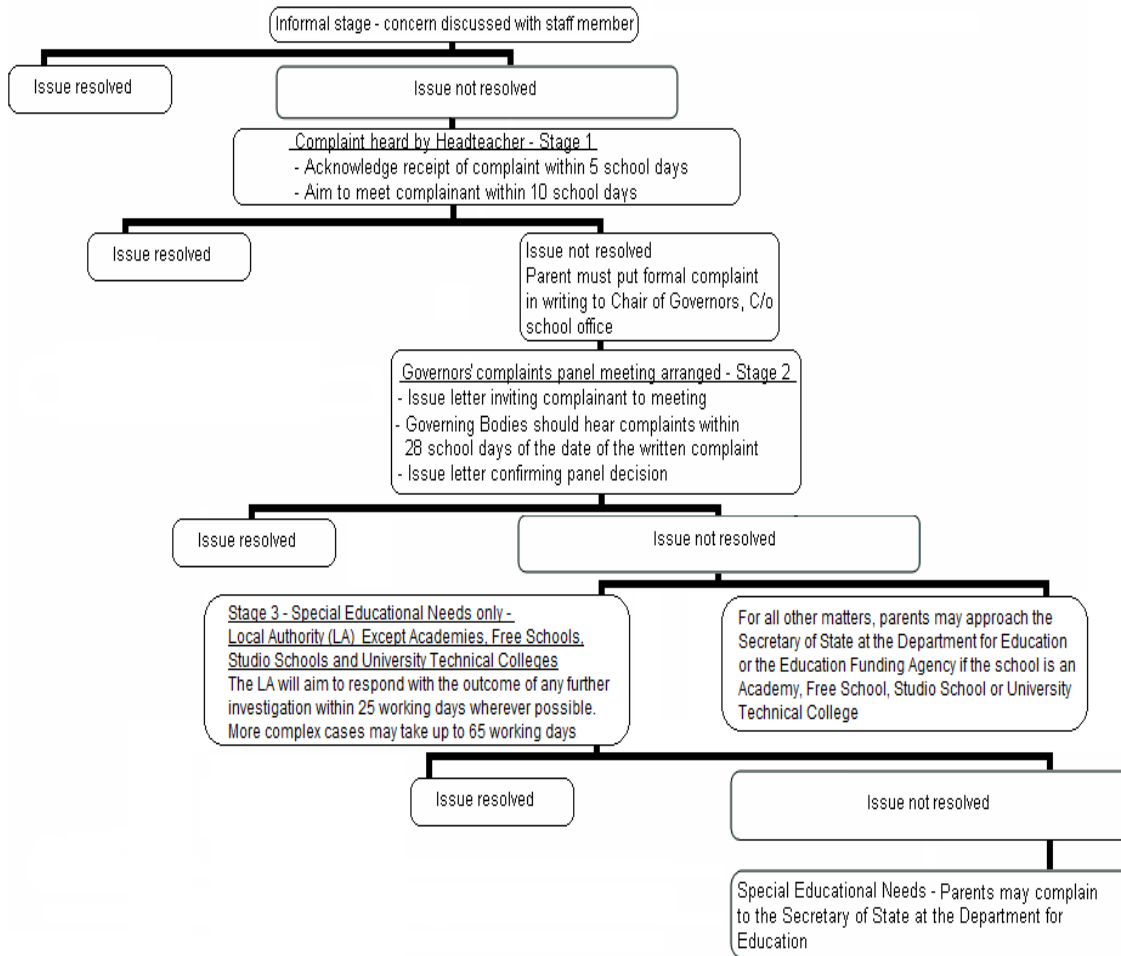 Informal stage - concern discussed with staff member
Issue resolved
Issue not resolved
Complaint heard by Headteacher - Stage 1
- Acknowledge receipt of complaint within 5 school days
- Aim to meet complainant within 10 school days
Issue resolved
Issue not resolved
Parent must put formal complaint
in writing to Chair of Governors, C/o
school office
Governors' complaints panel meeting arranged - Stage 2
- Issue letter inviting complainant to meeting
- Governing Bodies should hear complaints within
28 school days of the date of the written complaint
- Issue letter confirming panel decision
Issue resolved
Issue not resolved
Stage 3 - Special Educational Needs only -
Local Authority (LA) Except Academies, Free Schools,
Studio Schools and University Technical Colleges
The LA will aim to respond with the outcome of any further
investigation within 25 working days wherever possible.
More complex cases may take up to 65 working days
For all other matters, parents may approach the
Secretary of State at the Department for Education
or the Education Funding Agency if the school is an
Academy, Free School, Studio School or University
Technical College
Issue resolved
Issue not resolved
Special Educational Needs - Parents may complain
to the Secretary of State at the Department for
Education